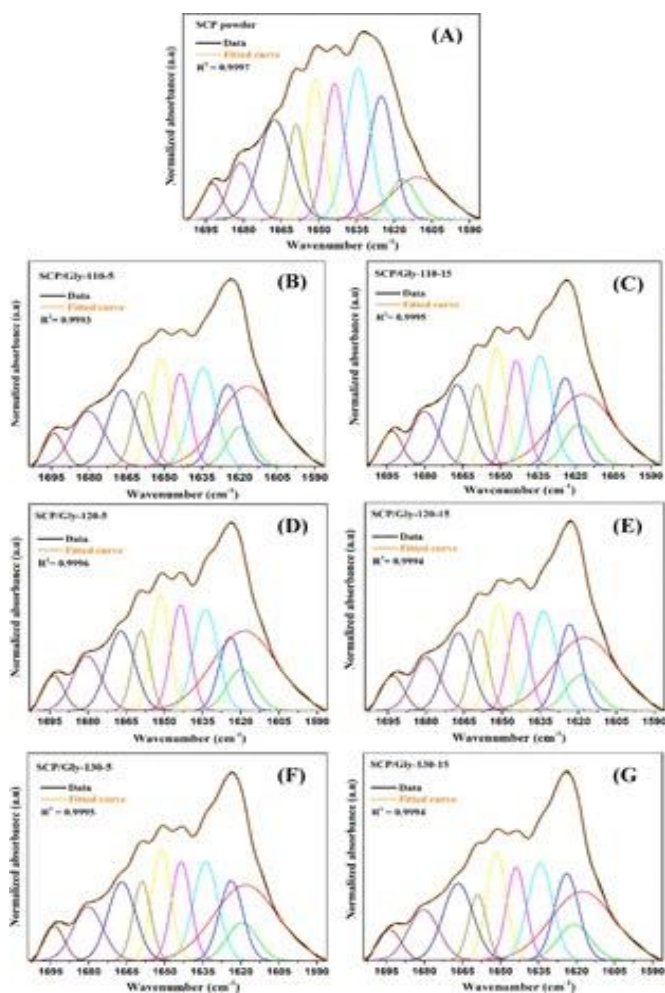 SCP powder
(A)
Data
Fitted curve
R² = 0.9997
Normalized absorbance (a.u)
1695 1680 1665 1650 1635 1620 1605 1590
Wavenumber (cm⁻¹)
SCP/Gly-110-5
(B)
Data
Fitted curve
R² = 0.9993
Normalized absorbance (a.u)
1695 1680 1665 1650 1635 1620 1605 1590
Wavenumber (cm⁻¹)
SCP/Gly-110-15
(C)
Data
Fitted curve
R² = 0.9995
Normalized absorbance (a.u)
1695 1680 1665 1650 1635 1620 1605 1590
Wavenumber (cm⁻¹)
SCP/Gly-120-5
(D)
Data
Fitted curve
R² = 0.9996
Normalized absorbance (a.u)
1695 1680 1665 1650 1635 1620 1605 1590
Wavenumber (cm⁻¹)
SCP/Gly-120-15
(E)
Data
Fitted curve
R² = 0.9994
Normalized absorbance (a.u)
1695 1680 1665 1650 1635 1620 1605 1590
Wavenumber (cm⁻¹)
SCP/Gly-130-5
(F)
Data
Fitted curve
R² = 0.9995
Normalized absorbance (a.u)
1695 1680 1665 1650 1635 1620 1605 1590
Wavenumber (cm⁻¹)
SCP/Gly-130-15
(G)
Data
Fitted curve
R² = 0.9994
Normalized absorbance (a.u)
1695 1680 1665 1650 1635 1620 1605 1590
Wavenumber (cm⁻¹)